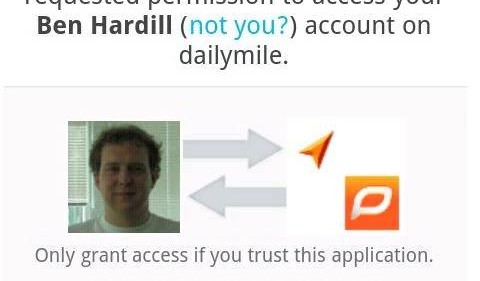 requested permission to access your
Ben Hardill (not you?) account on
dailymile.
Only grant access if you trust this application.